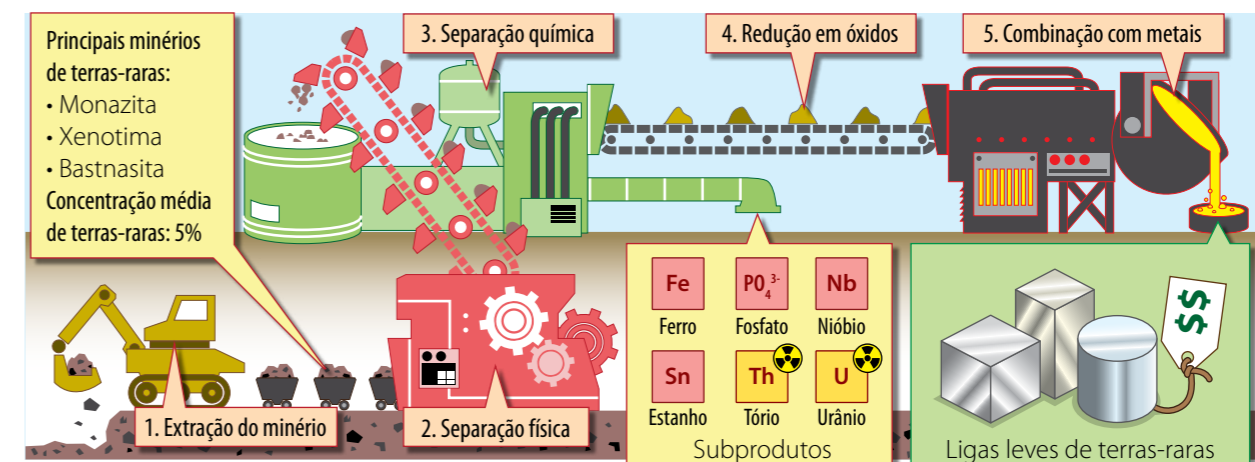 Principais minérios
de terras-raras:
• Monazita
• Xenotima
• Bastnasita
Concentração média
de terras-raras: 5%
1. Extração do minério
2. Separação física
3. Separação química
4. Redução em óxidos
5. Combinação com metais
Fe
Ferro
PO₄³⁻
Fosfato
Nb
Nióbio
Sn
Estanho
Th
Tório
U
Urânio
Subprodutos
$$
Ligas leves de terras-raras